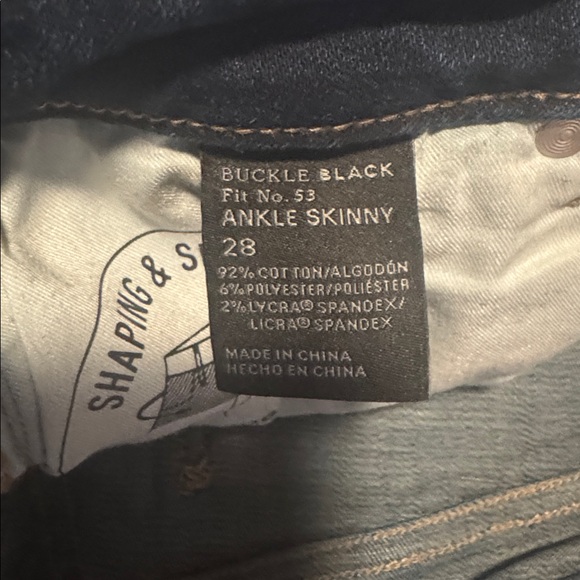 BUCKLE BLACK
Fit No. 53
ANKLE SKINNY
28
92% COTTON/ALGODÓN
6% POLYESTER/POLIÉSTER
2% LYCRA® SPANDEX/
LICRA® SPANDEX
MADE IN CHINA
HECHO EN CHINA
SHAPING &